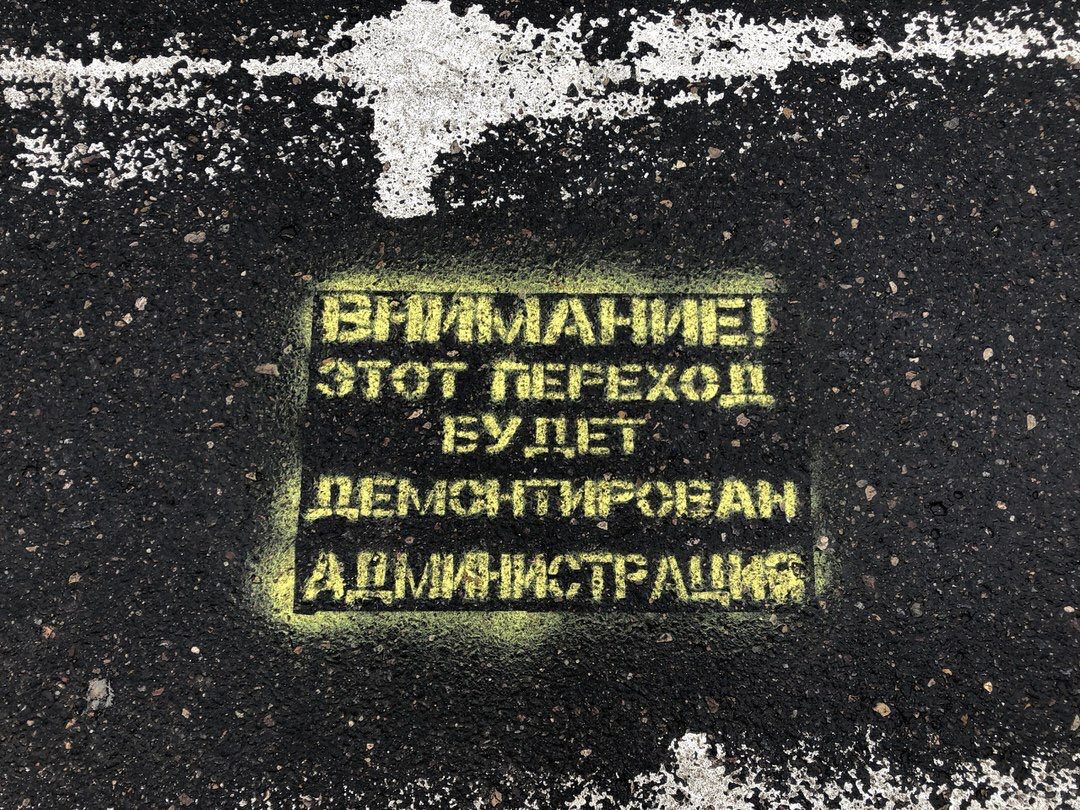 ВНИМАНИЕ!
ЭТОТ ПЕРЕХОД
БУДЕТ
ДЕМОНТИРОВАН
АДМИНИСТРАЦИЯ